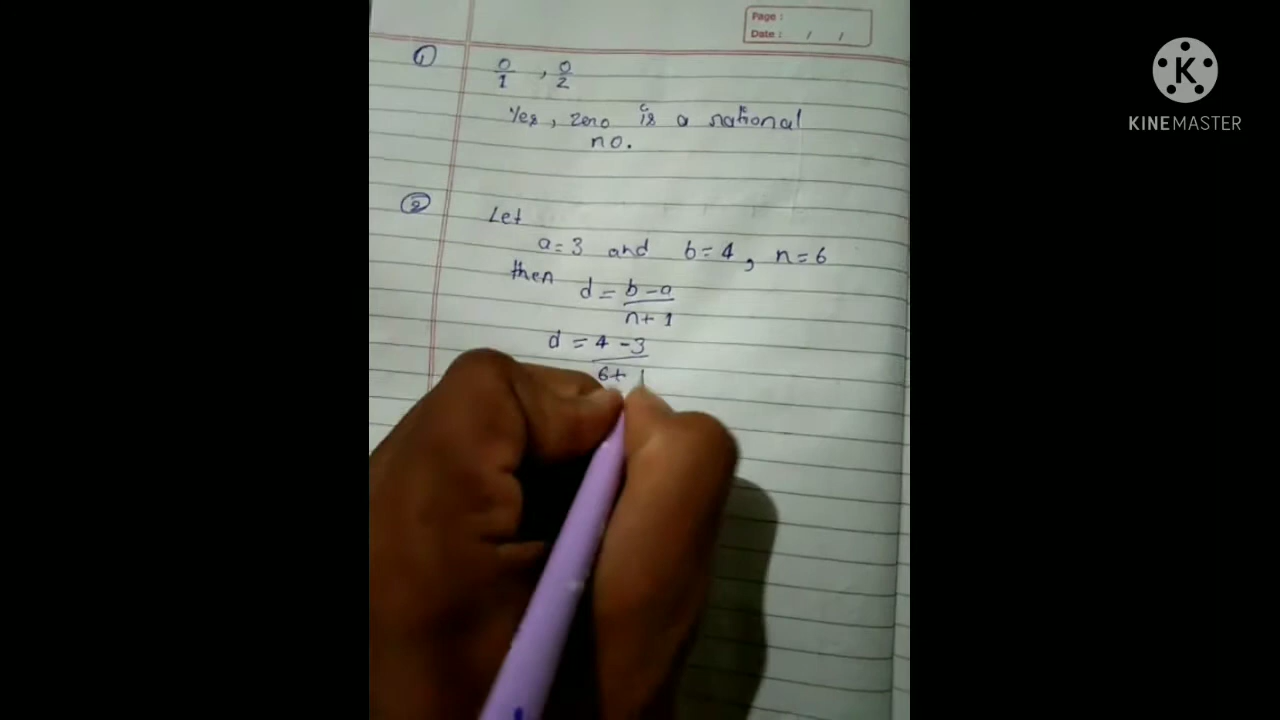 Page :
Date : / /
① 0/1 , 0/2
Yes, zero is a rational
no.
② Let
a = 3 and b = 4, n = 6
then
d = b - a
n + 1
d = 4 - 3
6 + 1
K
KINEMASTER